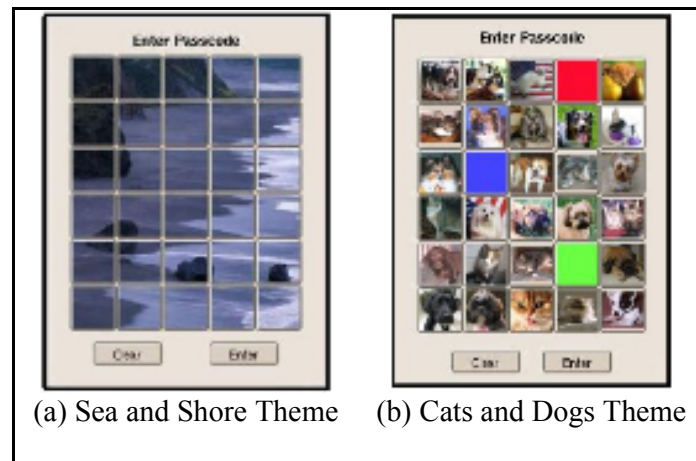 Enter Passcode
Enter Passcode
Clear
Enter
Clear
Enter
(a) Sea and Shore Theme
(b) Cats and Dogs Theme